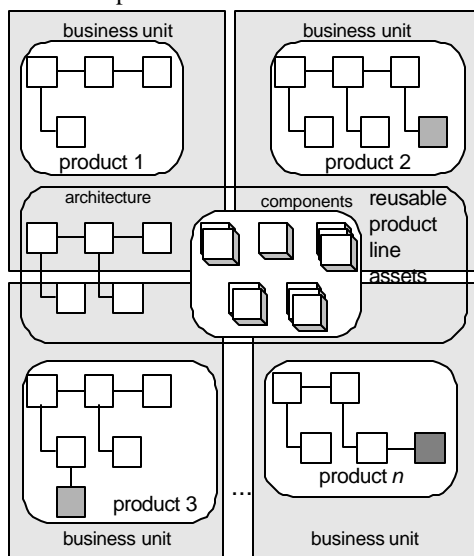 business unit
business unit
product 1
product 2
architecture
components
reusable
product
line
assets
product 3
...
product n
business unit
business unit